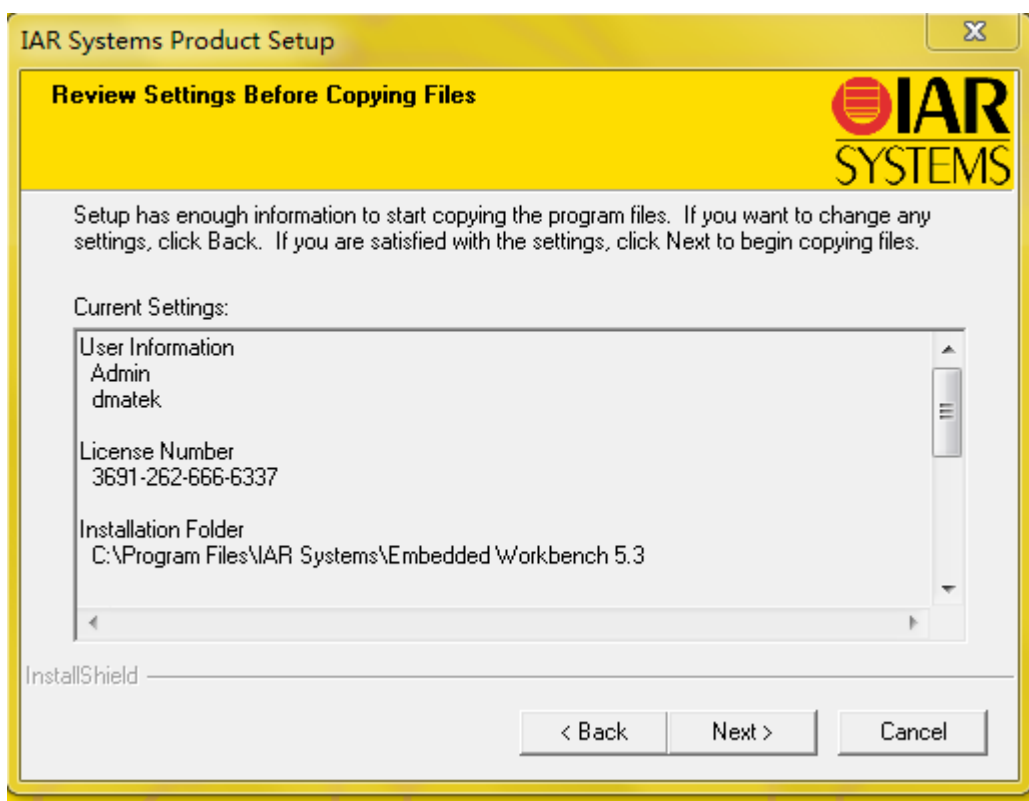 IAR Systems Product Setup
Review Settings Before Copying Files
IAR
SYSTEMS
Setup has enough information to start copying the program files. If you want to change any
settings, click Back. If you are satisfied with the settings, click Next to begin copying files.
Current Settings:
User Information
Admin
dmatek
License Number
3691-262-666-6337
Installation Folder
C:\Program Files\IAR Systems\Embedded Workbench 5.3
InstallShield
< Back
Next >
Cancel